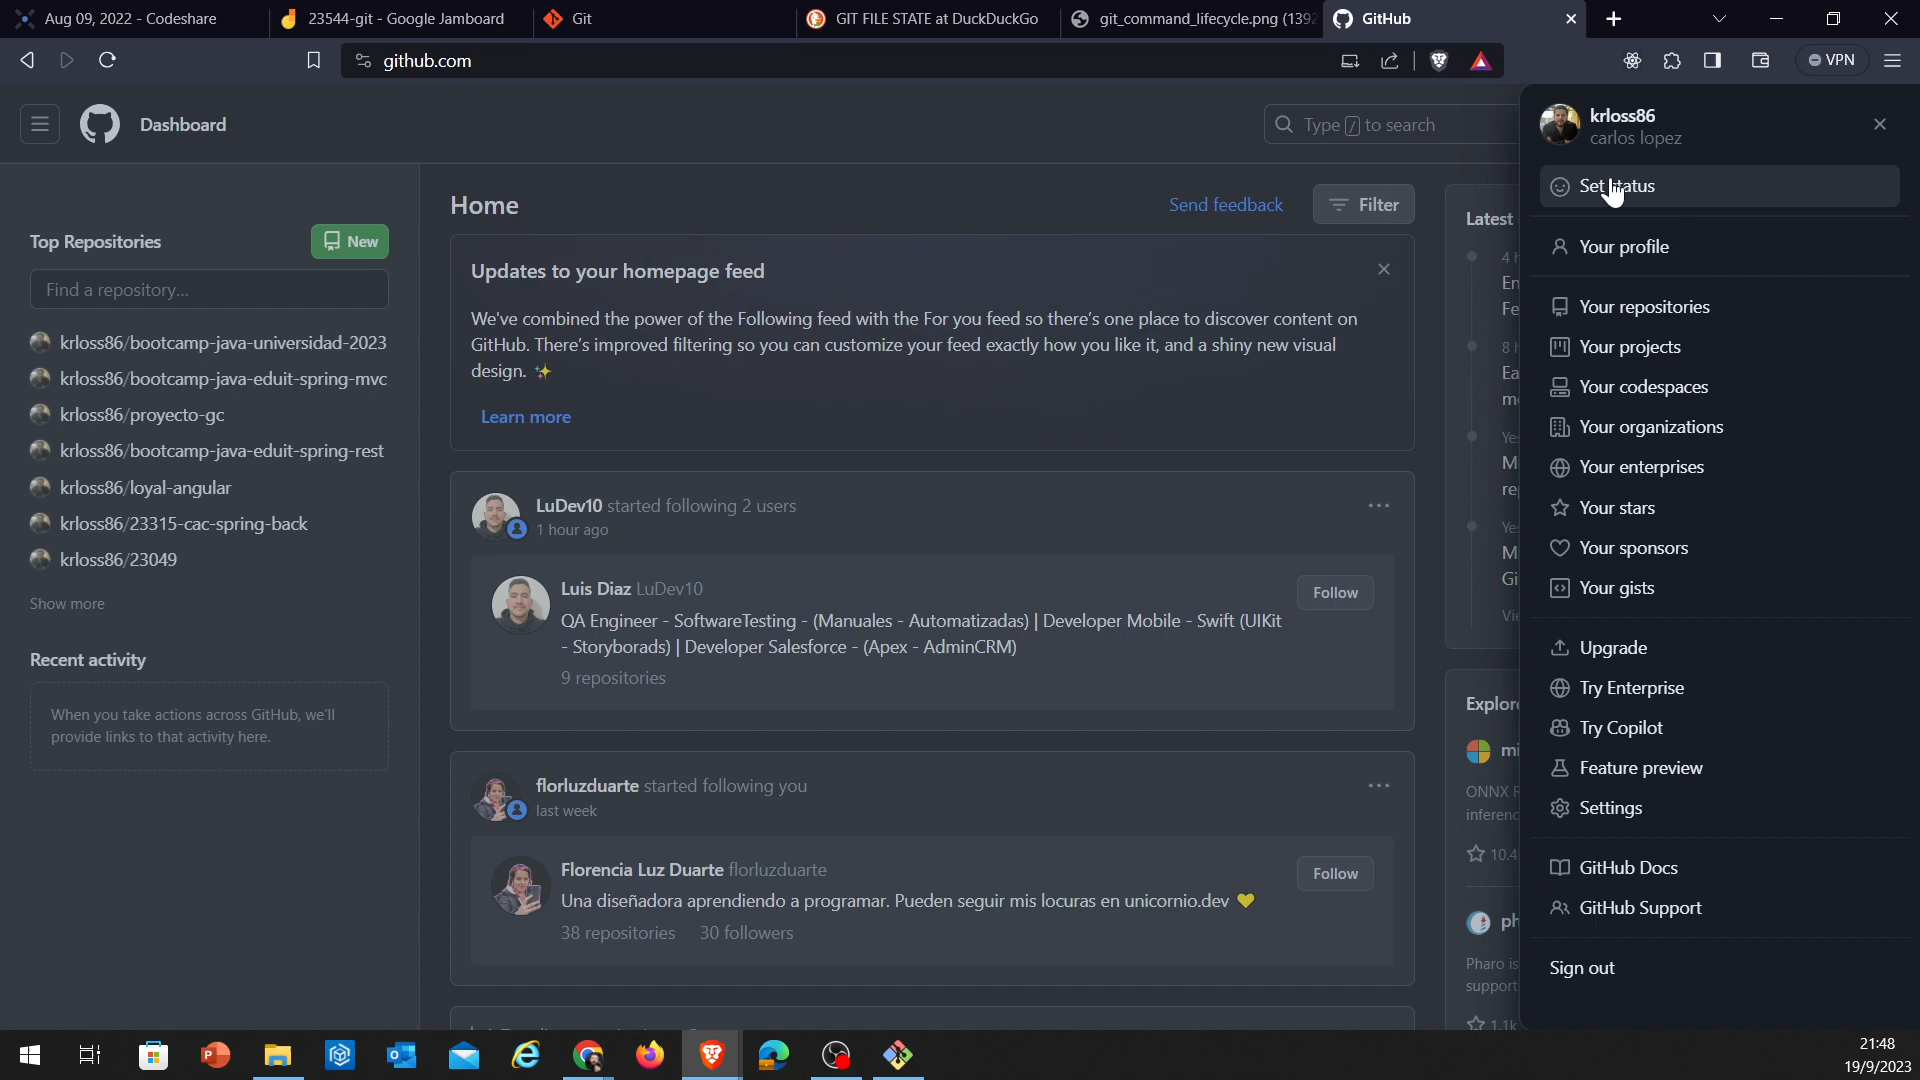 Aug 09, 2022 - Codeshare
23544-git - Google Jamboard
Git
GIT FILE STATE at DuckDuckGo
git_command_lifecycle.png (1392
GitHub
github.com
VPN
Dashboard
Type / to search
krloss86
carlos lopez
Set status
Your profile
Your repositories
Your projects
Your codespaces
Your organizations
Your enterprises
Your stars
Your sponsors
Your gists
Upgrade
Try Enterprise
Try Copilot
Feature preview
Settings
GitHub Docs
GitHub Support
Sign out
Top Repositories
New
Find a repository...
krloss86/bootcamp-java-universidad-2023
krloss86/bootcamp-java-eduit-spring-mvc
krloss86/proyecto-gc
krloss86/bootcamp-java-eduit-spring-rest
krloss86/loyal-angular
krloss86/23315-cac-spring-back
krloss86/23049
Show more
Recent activity
When you take actions across GitHub, we'll
provide links to that activity here.
Home
Send feedback
Filter
Updates to your homepage feed
We've combined the power of the Following feed with the For you feed so there's one place to discover content on
GitHub. There's improved filtering so you can customize your feed exactly how you like it, and a shiny new visual
design. ✨
Learn more
LuDev10 started following 2 users
1 hour ago
Luis Diaz LuDev10
Follow
QA Engineer - SoftwareTesting - (Manuales - Automatizadas) | Developer Mobile - Swift (UIKit
- Storyborads) | Developer Salesforce - (Apex - AdminCRM)
9 repositories
florluzduarte started following you
last week
Florencia Luz Duarte florluzduarte
Follow
Una diseñadora aprendiendo a programar. Pueden seguir mis locuras en unicornio.dev 💛
38 repositories 30 followers
Latest
Explore
Pharo is
support
21:48
19/9/2023